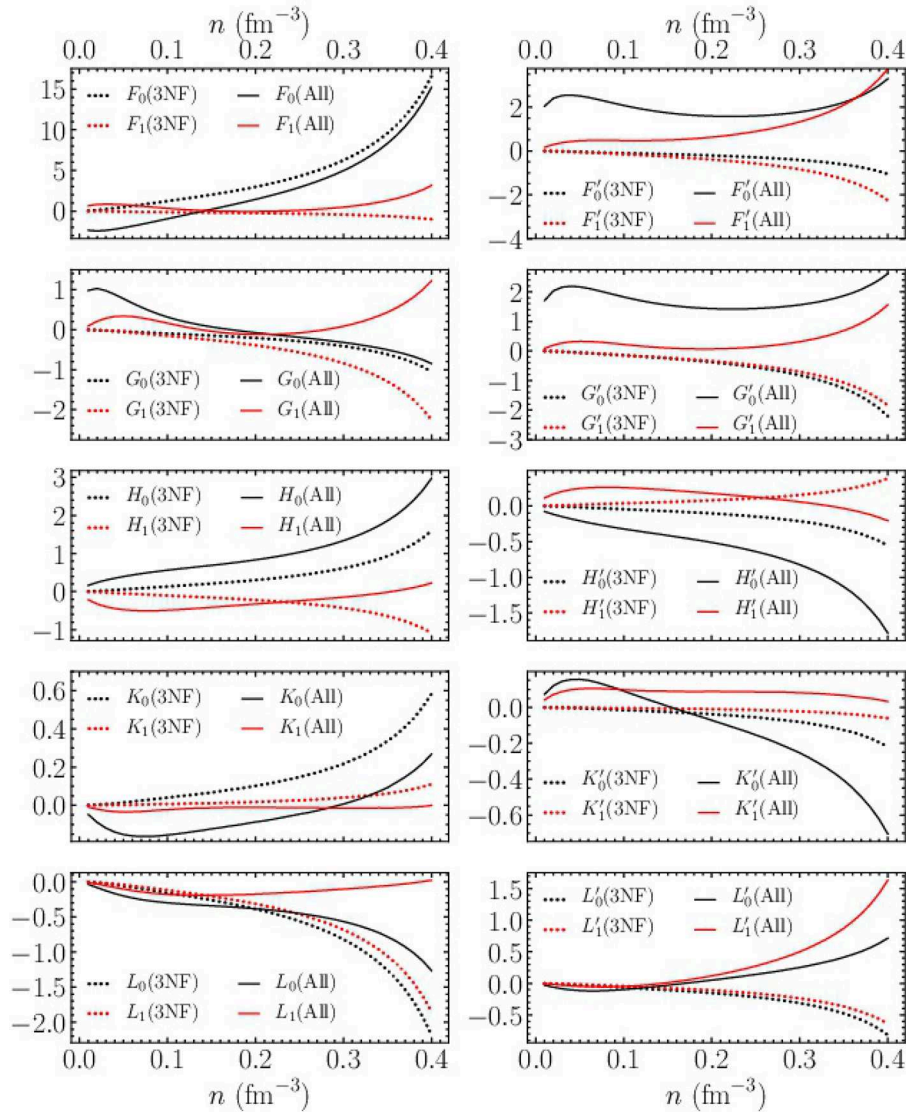 n (fm⁻³) n (fm⁻³)
0.0 0.1 0.2 0.3 0.4 0.0 0.1 0.2 0.3 0.4
15
10
5
0
F₀(3NF) F₀(All)
F₁(3NF) F₁(All)
2
0
−2
−4
F′₀(3NF) F′₀(All)
F′₁(3NF) F′₁(All)
1
0
−1
−2
G₀(3NF) G₀(All)
G₁(3NF) G₁(All)
2
1
0
−1
−2
−3
G′₀(3NF) G′₀(All)
G′₁(3NF) G′₁(All)
3
2
1
0
−1
H₀(3NF) H₀(All)
H₁(3NF) H₁(All)
0.0
−0.5
−1.0
−1.5
H′₀(3NF) H′₀(All)
H′₁(3NF) H′₁(All)
0.6
0.4
0.2
0.0
K₀(3NF) K₀(All)
K₁(3NF) K₁(All)
0.0
−0.2
−0.4
−0.6
K′₀(3NF) K′₀(All)
K′₁(3NF) K′₁(All)
0.0
−0.5
−1.0
−1.5
−2.0
L₀(3NF) L₀(All)
L₁(3NF) L₁(All)
1.5
1.0
0.5
0.0
−0.5
L′₀(3NF) L′₀(All)
L′₁(3NF) L′₁(All)
0.0 0.1 0.2 0.3 0.4 0.0 0.1 0.2 0.3 0.4
n (fm⁻³) n (fm⁻³)